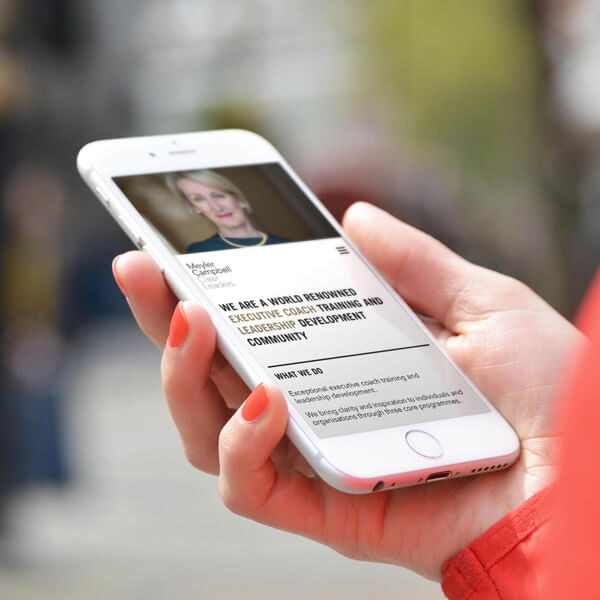 Meyler
Campbell
Clear
Leaders
WE ARE A WORLD RENOWNED
EXECUTIVE COACH TRAINING AND
LEADERSHIP DEVELOPMENT
COMMUNITY
WHAT WE DO
Exceptional executive coach training and
leadership development.
We bring clarity and inspiration to individuals and
organisations through three core programmes.